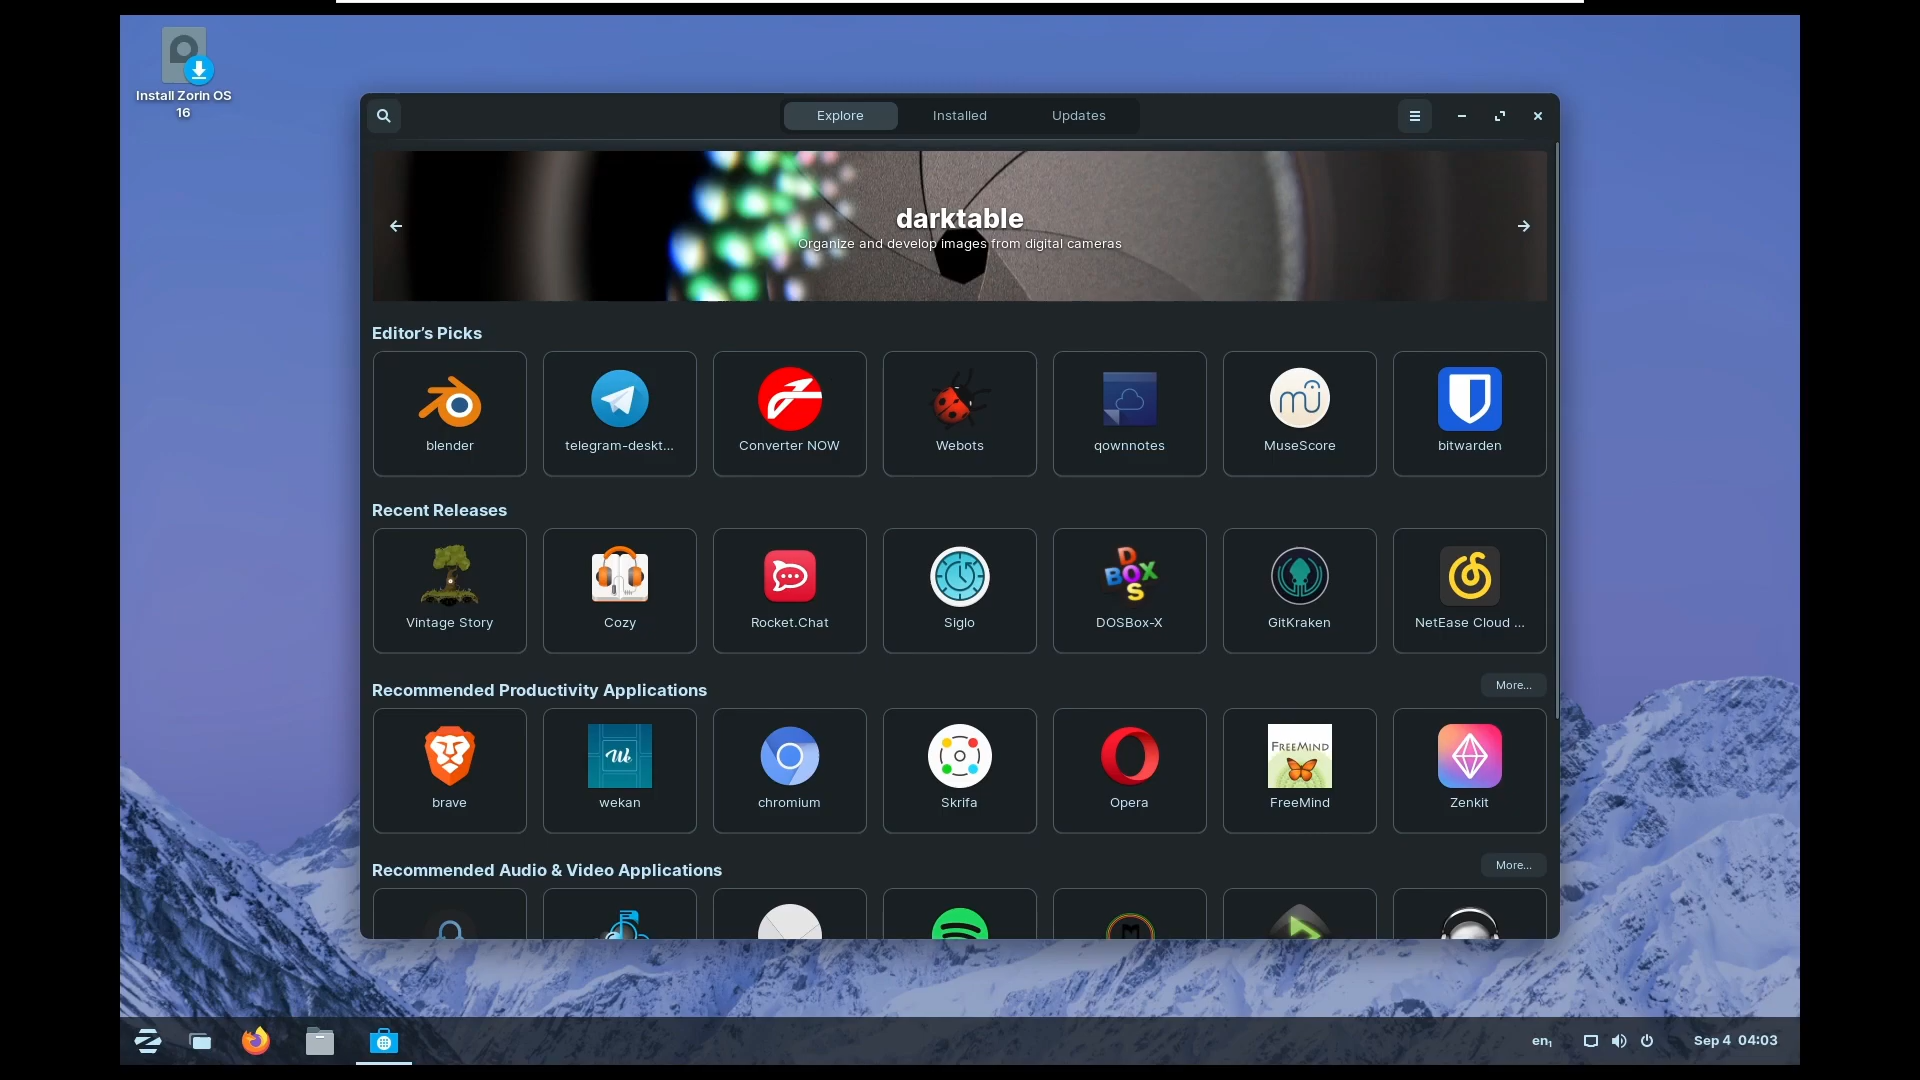 Install Zorin OS
16
Explore
Installed
Updates
darktable
Organize and develop images from digital cameras
Editor’s Picks
blender
telegram-deskt...
Converter NOW
Webots
qownnotes
MuseScore
bitwarden
Recent Releases
Vintage Story
Cozy
Rocket.Chat
Siglo
DOSBox-X
GitKraken
NetEase Cloud ...
Recommended Productivity Applications
More...
FREEMIND
brave
wekan
chromium
Skrifa
Opera
FreeMind
Zenkit
Recommended Audio & Video Applications
More...
en₁
Sep 4 04:03